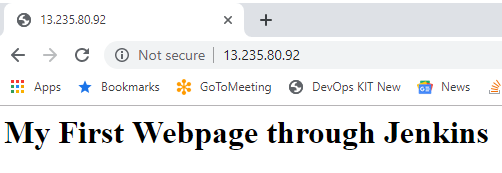 13.235.80.92
Not secure | 13.235.80.92
Apps Bookmarks GoToMeeting DevOps KIT New News
My First Webpage through Jenkins